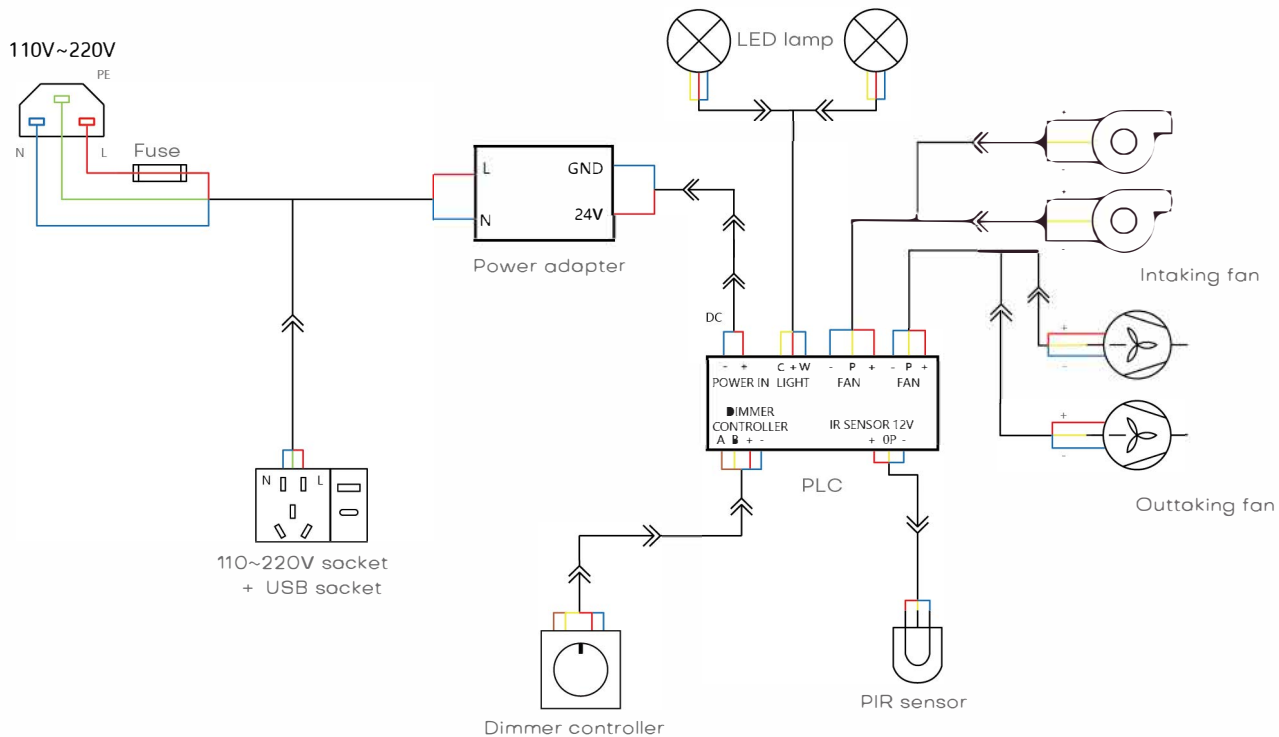 110V~220V
PE
N
L
Fuse
LED lamp
L
N
GND
24V
Power adapter
+
-
+
-
Intaking fan
+
-
+
-
Outtaking fan
DC
- + C + W - P + - P +
POWER IN LIGHT FAN FAN
DIMMER
CONTROLLER
IR SENSOR 12V
A B + -
+ 0P -
PLC
N L
110~220V socket
+ USB socket
Dimmer controller
PIR sensor